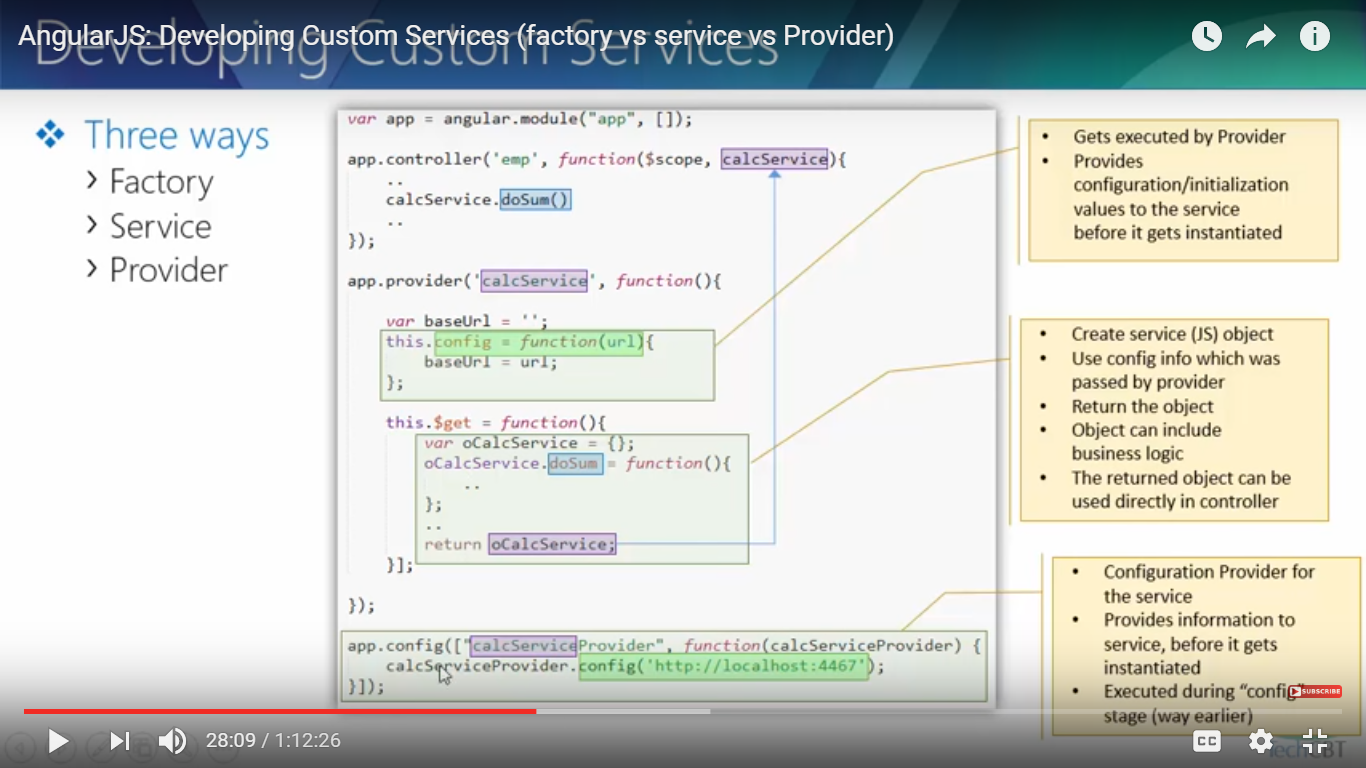 AngularJS: Developing Custom Services (factory vs service vs Provider)
Developing Custom Services
Three ways
Factory
Service
Provider
var app = angular.module("app", []);
app.controller('emp', function($scope, calcService){
..
calcService.doSum()
..
});
app.provider('calcService', function(){
var baseUrl = '';
this.config = function(url){
baseUrl = url;
};
this.$get = function(){
var oCalcService = {};
oCalcService.doSum = function(){
..
};
..
return oCalcService;
}];
});
app.config(["calcServiceProvider", function(calcServiceProvider) {
calcServiceProvider.config('http://localhost:4467');
}]);
• Gets executed by Provider
• Provides
configuration/initialization
values to the service
before it gets instantiated
• Create service (JS) object
• Use config info which was
passed by provider
• Return the object
• Object can include
business logic
• The returned object can be
used directly in controller
• Configuration Provider for
the service
• Provides information to
service, before it gets
instantiated
• Executed during “config”
stage (way earlier)
SUBSCRIBE
28:09 / 1:12:26
CC
TechCBT